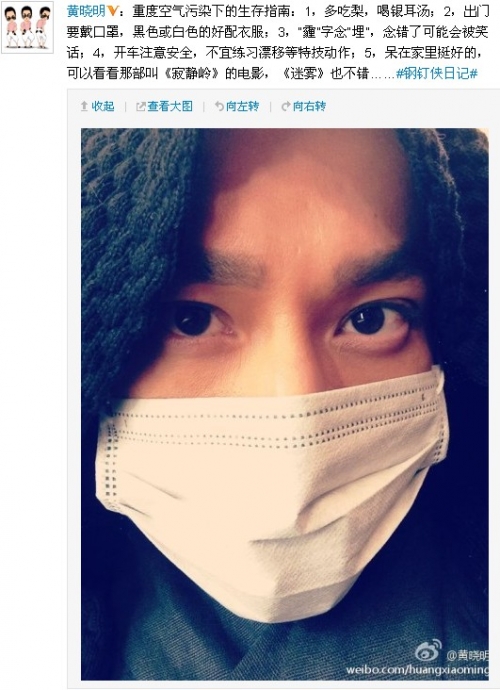 黄晓明V：重度空气污染下的生存指南：1，多吃梨，喝银耳汤；2，出门
要戴口罩，黑色或白色的好配衣服；3，"霾"字念"埋"，念错了可能会被笑
话；4，开车注意安全，不宜练习漂移等特技动作；5，呆在家里挺好的，
可以看看那部叫《寂静岭》的电影，《迷雾》也不错……#钢钉侠日记#
收起 | 查看大图 向左转 | 向右转
@黄晓明
weibo.com/huangxiaoming